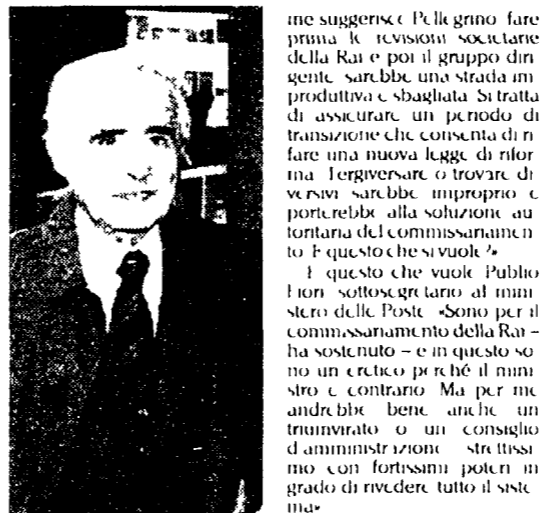 me suggerisce Pellegrino fare
prima le revisioni societarie
della Rai e poi il gruppo diri
gente sarebbe una strada im
produttiva e sbagliata Si tratta
di assicurare un periodo di
transizione che consenta di ri
fare una nuova legge di rifor
ma Tergiversare o trovare di
versivi sarebbe improprio e
porterebbe alla soluzione au
toritaria del commissariamen
to È questo che si vuole?»
È questo che vuole Publio
Fiori sottosegretario al mini
stero delle Poste «Sono per il
commissariamento della Rai –
ha sostenuto – e in questo so
no un eretico perché il mini
stro è contrario Ma per me
andrebbe bene anche un
triumvirato o un consiglio
d amministrazione strettissi
mo con fortissimi poteri in
grado di rivedere tutto il siste
ma»